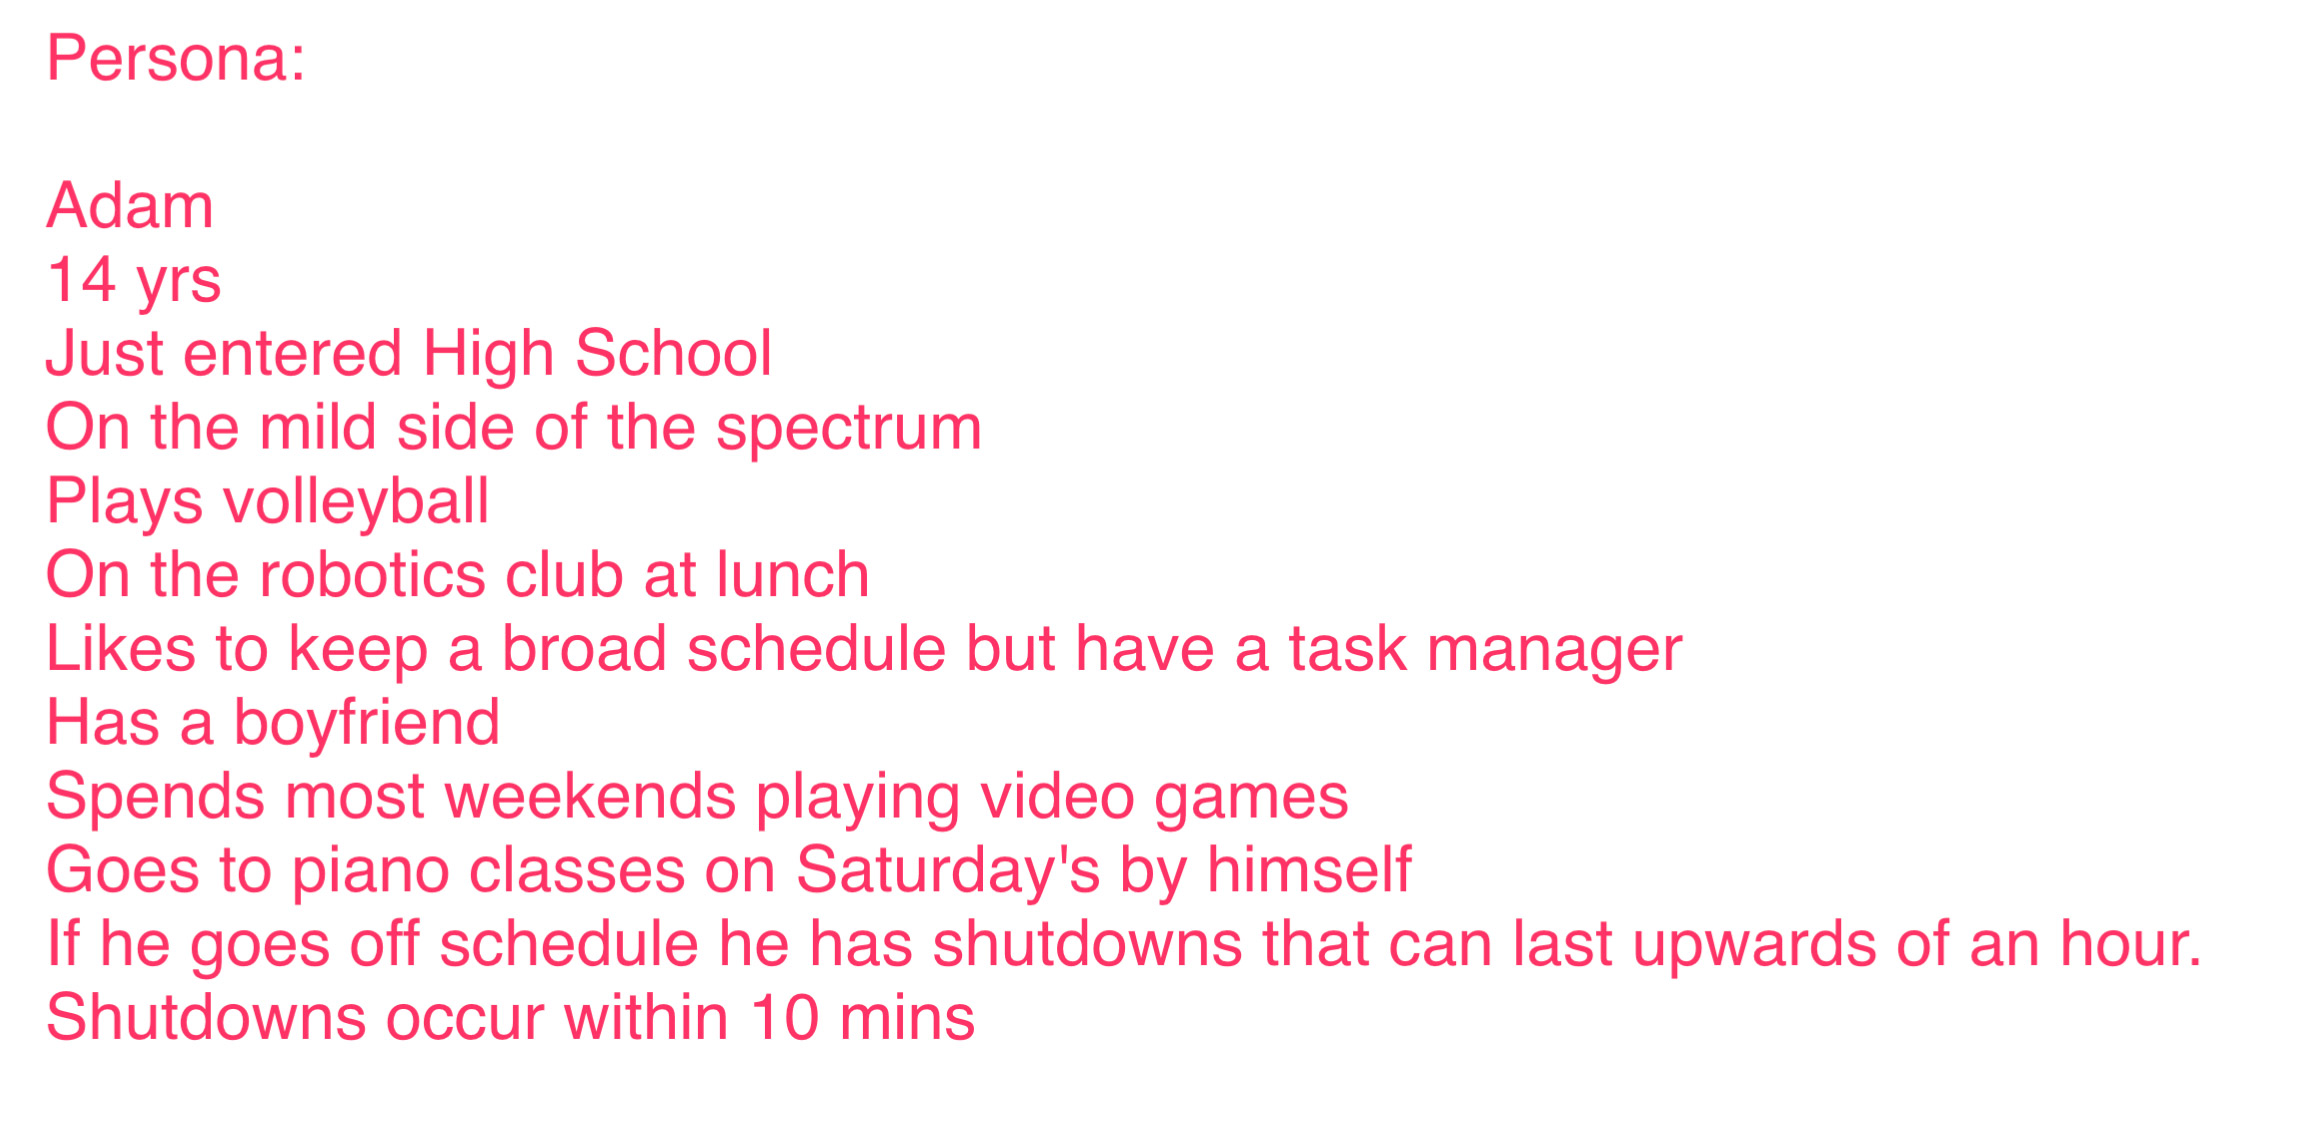 Persona:
Adam
14 yrs
Just entered High School
On the mild side of the spectrum
Plays volleyball
On the robotics club at lunch
Likes to keep a broad schedule but have a task manager
Has a boyfriend
Spends most weekends playing video games
Goes to piano classes on Saturday's by himself
If he goes off schedule he has shutdowns that can last upwards of an hour.
Shutdowns occur within 10 mins